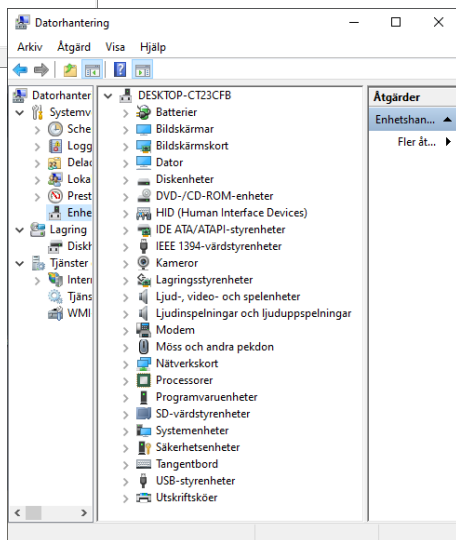 Datorhantering
Arkiv Åtgärd Visa Hjälp
Datorhanter
Systemv
Sche
Logg
Delac
Loka
Prest
Enhe
Lagring
Diskh
Tjänster
Intern
Tjäns
WMI
DESKTOP-CT23CFB
Batterier
Bildskärmar
Bildskärmskort
Dator
Diskenheter
DVD-/CD-ROM-enheter
HID (Human Interface Devices)
IDE ATA/ATAPI-styrenheter
IEEE 1394-värdstyrenheter
Kameror
Lagringsstyrenheter
Ljud-, video- och spelenheter
Ljudinspelningar och ljuduppspelningar
Modem
Möss och andra pekdon
Nätverkskort
Processorer
Programvaruenheter
SD-värdstyrenheter
Systemenheter
Säkerhetsenheter
Tangentbord
USB-styrenheter
Utskriftsköer
Åtgärder
Enhetshan...
Fler åt...